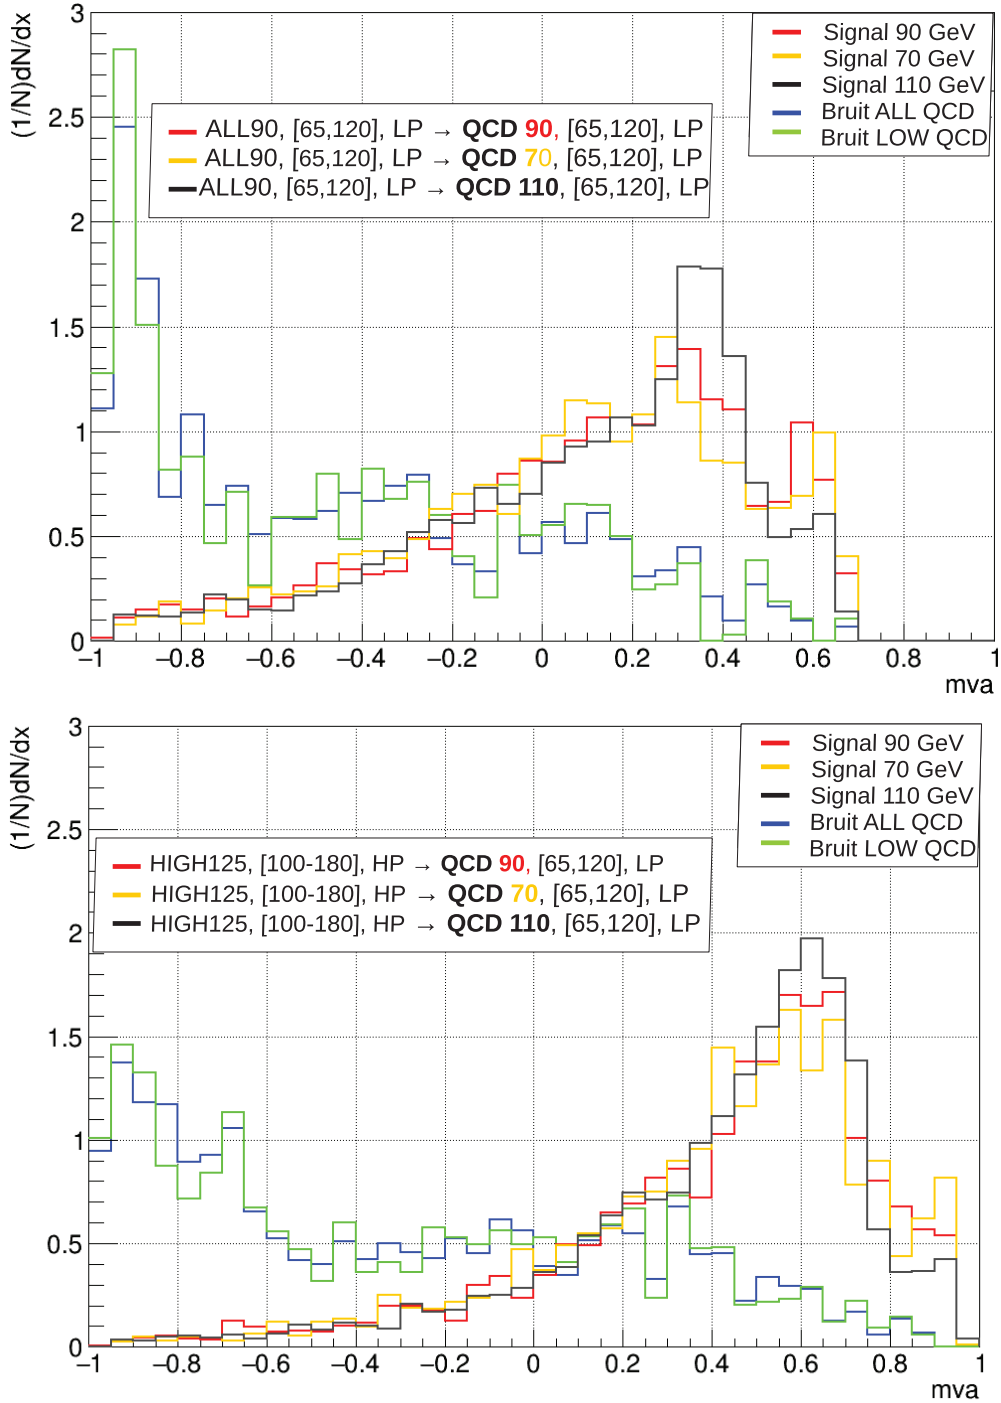 (1/N)dN/dx
3
2.5
2
1.5
1
0.5
0
Signal 90 GeV
Signal 70 GeV
Signal 110 GeV
Bruit ALL QCD
Bruit LOW QCD
ALL90, [65,120], LP → QCD 90, [65,120], LP
ALL90, [65,120], LP → QCD 70, [65,120], LP
ALL90, [65,120], LP → QCD 110, [65,120], LP
−1 −0.8 −0.6 −0.4 −0.2 0 0.2 0.4 0.6 0.8 1
mva
(1/N)dN/dx
3
2.5
2
1.5
1
0.5
0
Signal 90 GeV
Signal 70 GeV
Signal 110 GeV
Bruit ALL QCD
Bruit LOW QCD
HIGH125, [100-180], HP → QCD 90, [65,120], LP
HIGH125, [100-180], HP → QCD 70, [65,120], LP
HIGH125, [100-180], HP → QCD 110, [65,120], LP
−1 −0.8 −0.6 −0.4 −0.2 0 0.2 0.4 0.6 0.8 1
mva